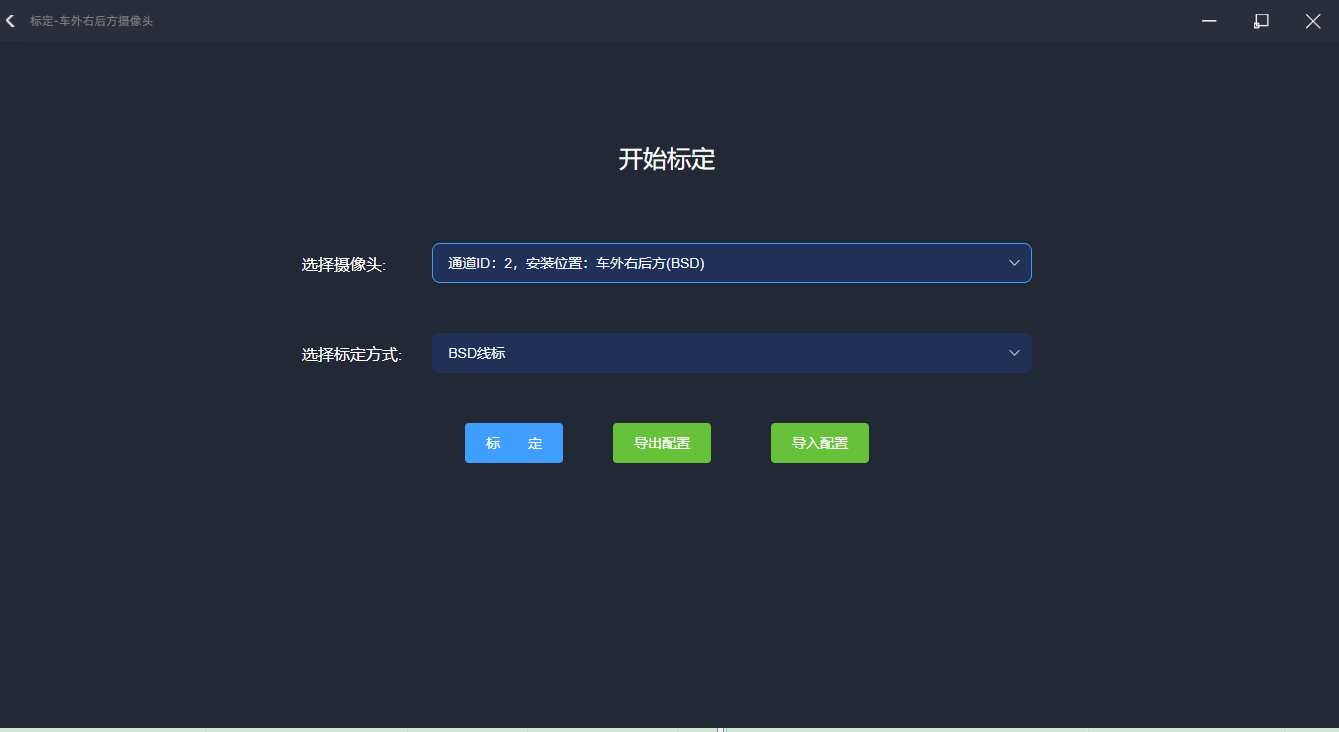 标定-车外右后方摄像头
开始标定
选择摄像头:
通道ID：2，安装位置：车外右后方(BSD)
选择标定方式:
BSD线标
标 定
导出配置
导入配置